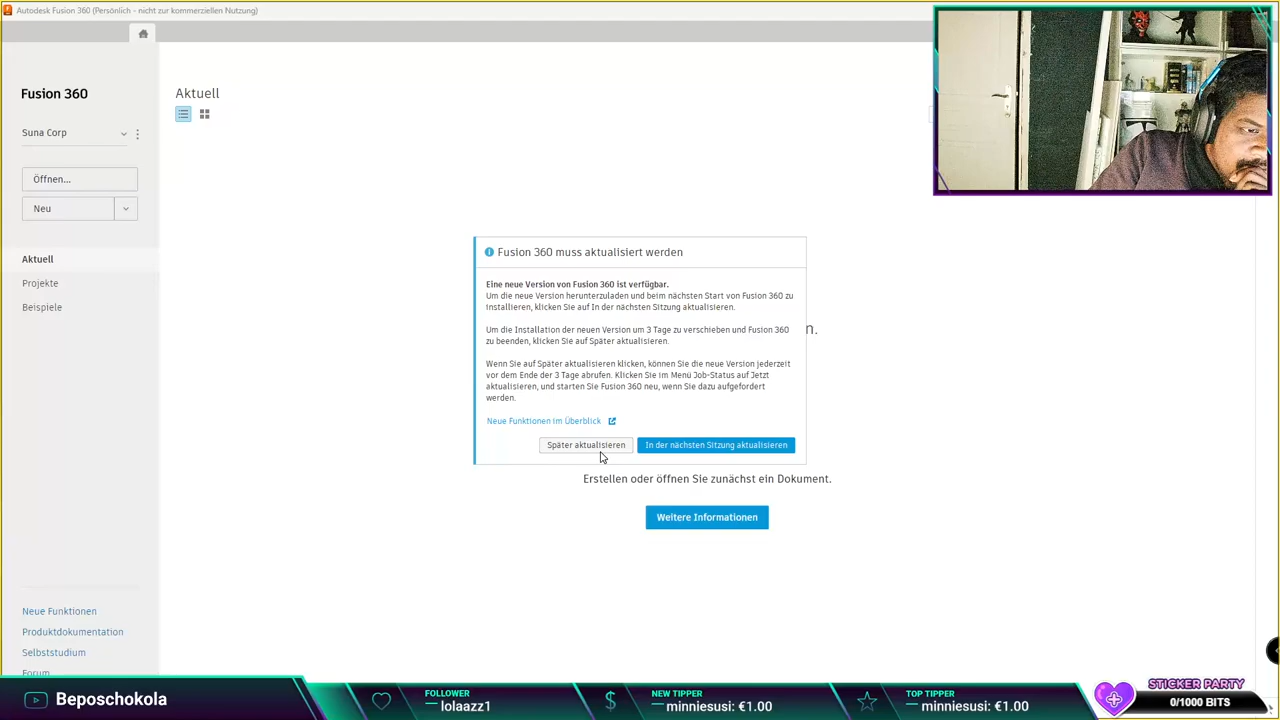 Autodesk Fusion 360 (Persönlich - nicht zur kommerziellen Nutzung)
Fusion 360
Suna Corp
Öffnen...
Neu
Aktuell
Projekte
Beispiele
Neue Funktionen
Produktdokumentation
Selbststudium
Forum
Aktuell
Fusion 360 muss aktualisiert werden
Eine neue Version von Fusion 360 ist verfügbar.
Um die neue Version herunterzuladen und beim nächsten Start von Fusion 360 zu
installieren, klicken Sie auf In der nächsten Sitzung aktualisieren.
Um die Installation der neuen Version um 3 Tage zu verschieben und Fusion 360
zu beenden, klicken Sie auf Später aktualisieren.
Wenn Sie auf Später aktualisieren klicken, können Sie die neue Version jederzeit
vor dem Ende der 3 Tage abrufen. Klicken Sie im Menü Job-Status auf Jetzt
aktualisieren, und starten Sie Fusion 360 neu, wenn Sie dazu aufgefordert
werden.
Neue Funktionen im Überblick
Später aktualisieren
In der nächsten Sitzung aktualisieren
n.
Erstellen oder öffnen Sie zunächst ein Dokument.
Weitere Informationen
Beposchokola
FOLLOWER
lolaazz1
$
NEW TIPPER
minniesusi: €1.00
TOP TIPPER
minniesusi: €1.00
STICKER PARTY
0/1000 BITS